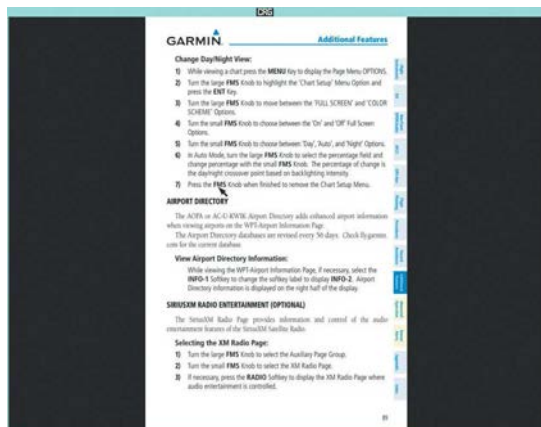 CRG
GARMIN
Additional Features
Change Day/Night View:
1) While viewing a chart press the MENU Key to display the Page Menu OPTIONS.
2) Turn the large FMS Knob to highlight the 'Chart Setup' Menu Option and
press the ENT Key.
3) Turn the large FMS Knob to move between the 'FULL SCREEN' and 'COLOR
SCHEME' Options.
4) Turn the small FMS Knob to choose between the 'On' and 'Off' Full Screen
Options.
5) Turn the small FMS Knob to choose between 'Day', 'Auto', and 'Night' Options.
6) In Auto Mode, turn the large FMS Knob to select the percentage field and
change percentage with the small FMS Knob. The percentage of change is
the day/night crossover point based on backlighting intensity.
7) Press the FMS Knob when finished to remove the Chart Setup Menu.
AIRPORT DIRECTORY
The AOPA or AC-U-KWIK Airport Directory adds enhanced airport information
when viewing airports on the WPT-Airport Information Page.
The Airport Directory databases are revised every 56 days. Check fly.garmin.
com for the current database.
View Airport Directory Information:
While viewing the WPT-Airport Information Page, if necessary, select the
INFO-1 Softkey to change the softkey label to display INFO-2. Airport
Directory information is displayed on the right half of the display.
SIRIUSXM RADIO ENTERTAINMENT (OPTIONAL)
The SiriusXM Radio Page provides information and control of the audio
entertainment features of the SiriusXM Satellite Radio.
Selecting the XM Radio Page:
1) Turn the large FMS Knob to select the Auxiliary Page Group.
2) Turn the small FMS Knob to select the XM Radio Page.
3) If necessary, press the RADIO Softkey to display the XM Radio Page where
audio entertainment is controlled.